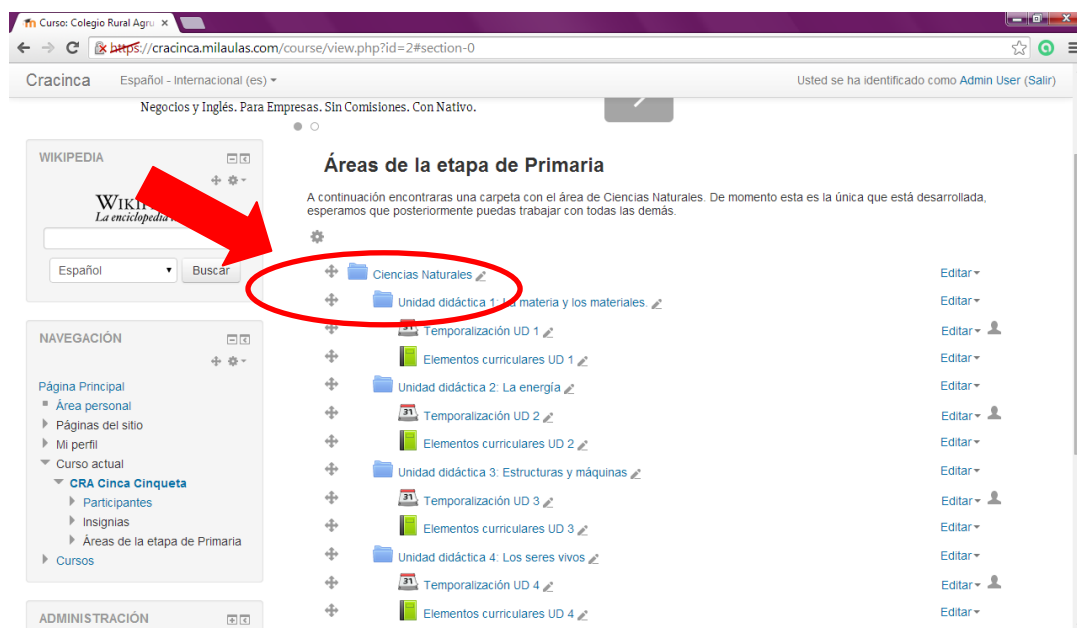 Curso: Colegio Rural Agru
https://cracinca.milaulas.com/course/view.php?id=2#section-0
Cracinca Español - Internacional (es) Usted se ha identificado como Admin User (Salir)
Negocios y Inglés. Para Empresas. Sin Comisiones. Con Nativo.
WIKIPEDIA
La enciclopedia
Español
Buscar
NAVEGACIÓN
Página Principal
Área personal
Páginas del sitio
Mi perfil
Curso actual
CRA Cinca Cinqueta
Participantes
Insignias
Áreas de la etapa de Primaria
Cursos
ADMINISTRACIÓN
Áreas de la etapa de Primaria
A continuación encontraras una carpeta con el área de Ciencias Naturales. De momento esta es la única que está desarrollada,
esperamos que posteriormente puedas trabajar con todas las demás.
Ciencias Naturales Editar
Unidad didáctica 1: La materia y los materiales. Editar
31 Temporalización UD 1 Editar
Elementos curriculares UD 1 Editar
Unidad didáctica 2: La energía Editar
31 Temporalización UD 2 Editar
Elementos curriculares UD 2 Editar
Unidad didáctica 3: Estructuras y máquinas Editar
31 Temporalización UD 3 Editar
Elementos curriculares UD 3 Editar
Unidad didáctica 4: Los seres vivos Editar
31 Temporalización UD 4 Editar
Elementos curriculares UD 4 Editar